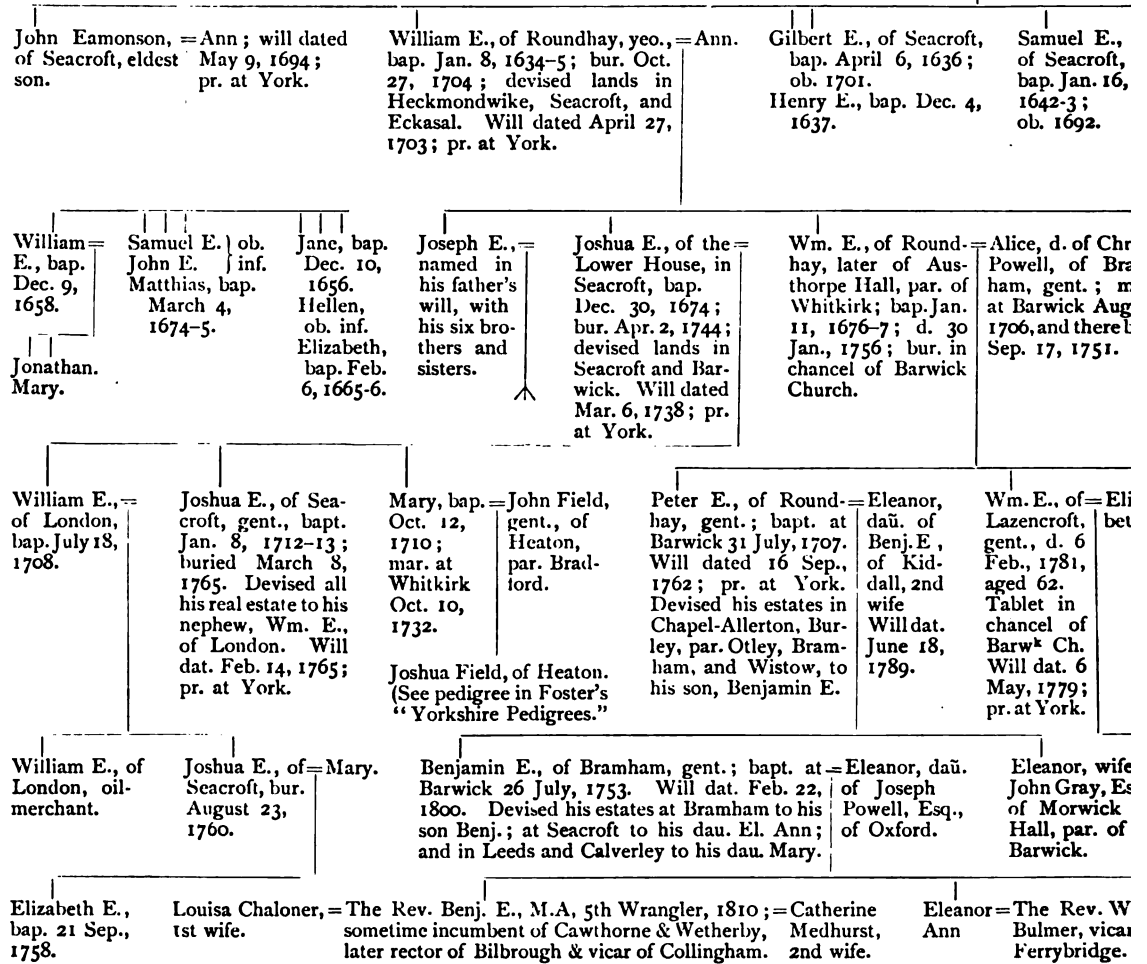 John Eamonson, = Ann; will dated
of Seacroft, eldest May 9, 1694;
son. pr. at York.
William E., of Roundhay, yeo., = Ann.
bap. Jan. 8, 1634-5; bur. Oct.
27, 1704; devised lands in
Heckmondwike, Seacroft, and
Eckasal. Will dated April 27,
1703; pr. at York.
Gilbert E., of Seacroft,
bap. April 6, 1636;
ob. 1701.
Henry E., bap. Dec. 4,
1637.
Samuel E.,
of Seacroft,
bap. Jan. 16,
1642-3;
ob. 1692.
William =
E., bap.
Dec. 9,
1658.
Jonathan.
Mary.
Samuel E. } ob.
John E. } inf.
Matthias, bap.
March 4,
1674-5.
Jane, bap.
Dec. 10,
1656.
Hellen,
ob. inf.
Elizabeth,
bap. Feb.
6, 1665-6.
Joseph E., =
named in
his father's
will, with
his six bro-
thers and
sisters.
Joshua E., of the =
Lower House, in
Seacroft, bap.
Dec. 30, 1674;
bur. Apr. 2, 1744;
devised lands in
Seacroft and Bar-
wick. Will dated
Mar. 6, 1738; pr.
at York.
Wm. E., of Round- =
hay, later of Aus-
thorpe Hall, par. of
Whitkirk; bap. Jan.
11, 1676-7; d. 30
Jan., 1756; bur. in
chancel of Barwick
Church.
Alice, d. of Chr
Powell, of Bra
ham, gent.; m
at Barwick Aug
1706, and there b
Sep. 17, 1751.
William E., =
of London,
bap. July 18,
1708.
Joshua E., of Sea-
croft, gent., bapt.
Jan. 8, 1712-13;
buried March 8,
1765. Devised all
his real estate to his
nephew, Wm. E.,
of London. Will
dat. Feb. 14, 1765;
pr. at York.
Mary, bap. =
Oct. 12,
1710;
mar. at
Whitkirk
Oct. 10,
1732.
John Field,
gent., of
Heaton,
par. Brad-
ford.
Joshua Field, of Heaton.
(See pedigree in Foster's
"Yorkshire Pedigrees."
Peter E., of Round- =
hay, gent.; bapt. at
Barwick 31 July, 1707.
Will dated 16 Sep.,
1762; pr. at York.
Devised his estates in
Chapel-Allerton, Bur-
ley, par. Otley, Bram-
ham, and Wistow, to
his son, Benjamin E.
Eleanor,
daũ. of
Benj. E,
of Kid-
dall, 2nd
wife
Will dat.
June 18,
1789.
Wm. E., of =
Lazencroft,
gent., d. 6
Feb., 1781,
aged 62.
Tablet in
chancel of
Barwk Ch.
Will dat. 6
May, 1779;
pr. at York.
Eli
bet
William E., of
London, oil-
merchant.
Joshua E., of = Mary.
Seacroft, bur.
August 23,
1760.
Benjamin E., of Bramham, gent.; bapt. at =
Barwick 26 July, 1753. Will dat. Feb. 22,
1800. Devised his estates at Bramham to his
son Benj.; at Seacroft to his dau. El. Ann;
and in Leeds and Calverley to his dau. Mary.
Eleanor, daũ.
of Joseph
Powell, Esq.,
of Oxford.
Eleanor, wife
John Gray, Es
of Morwick
Hall, par. of
Barwick.
Elizabeth E.,
bap. 21 Sep.,
1758.
Louisa Chaloner, =
1st wife.
The Rev. Benj. E., M.A, 5th Wrangler, 1810; =
sometime incumbent of Cawthorne & Wetherby,
later rector of Bilbrough & vicar of Collingham.
Catherine
Medhurst,
2nd wife.
Eleanor =
Ann
The Rev. W
Bulmer, vicar
Ferrybridge.